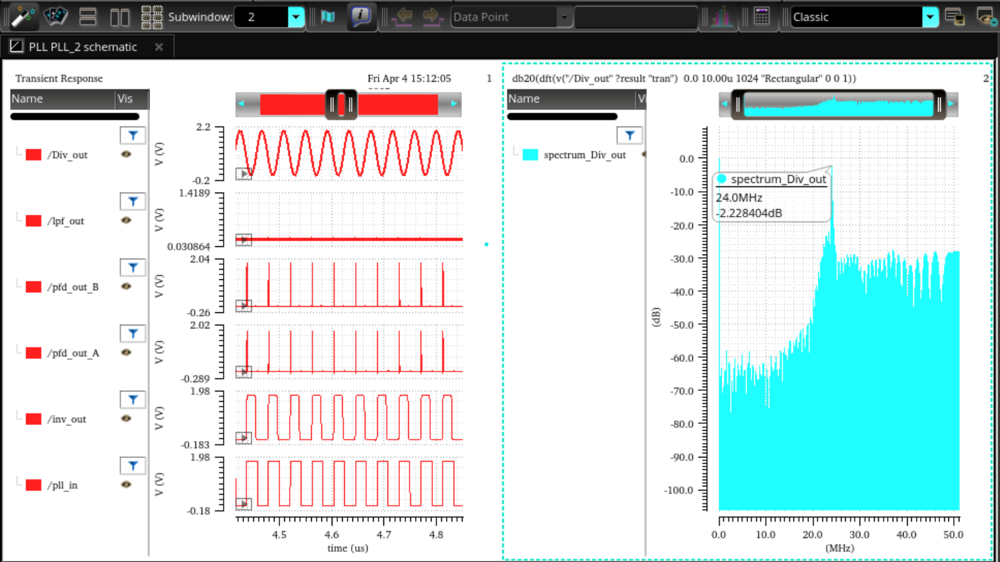 Subwindow: 2 Data Point Classic
PLL PLL_2 schematic
Transient Response
Fri Apr 4 15:12:05
1
Name Vis
/Div_out
2.2
V (V)
-0.2
/lpf_out
1.4189
V (V)
0.030864
/pfd_out_B
2.04
V (V)
-0.26
/pfd_out_A
2.02
V (V)
-0.289
/inv_out
1.98
V (V)
-0.183
/pll_in
1.98
V (V)
-0.18
4.5 4.6 4.7 4.8
time (us)
db20(dft(v("/Div_out" ?result "tran") 0.0 10.00u 1024 "Rectangular" 0 0 1))
2
Name Vi
spectrum_Div_out
0.0
-10.0
-20.0
-30.0
-40.0
-50.0
-60.0
-70.0
-80.0
-90.0
-100.0
(dB)
spectrum_Div_out
24.0MHz
-2.228404dB
0.0 10.0 20.0 30.0 40.0 50.0
(MHz)